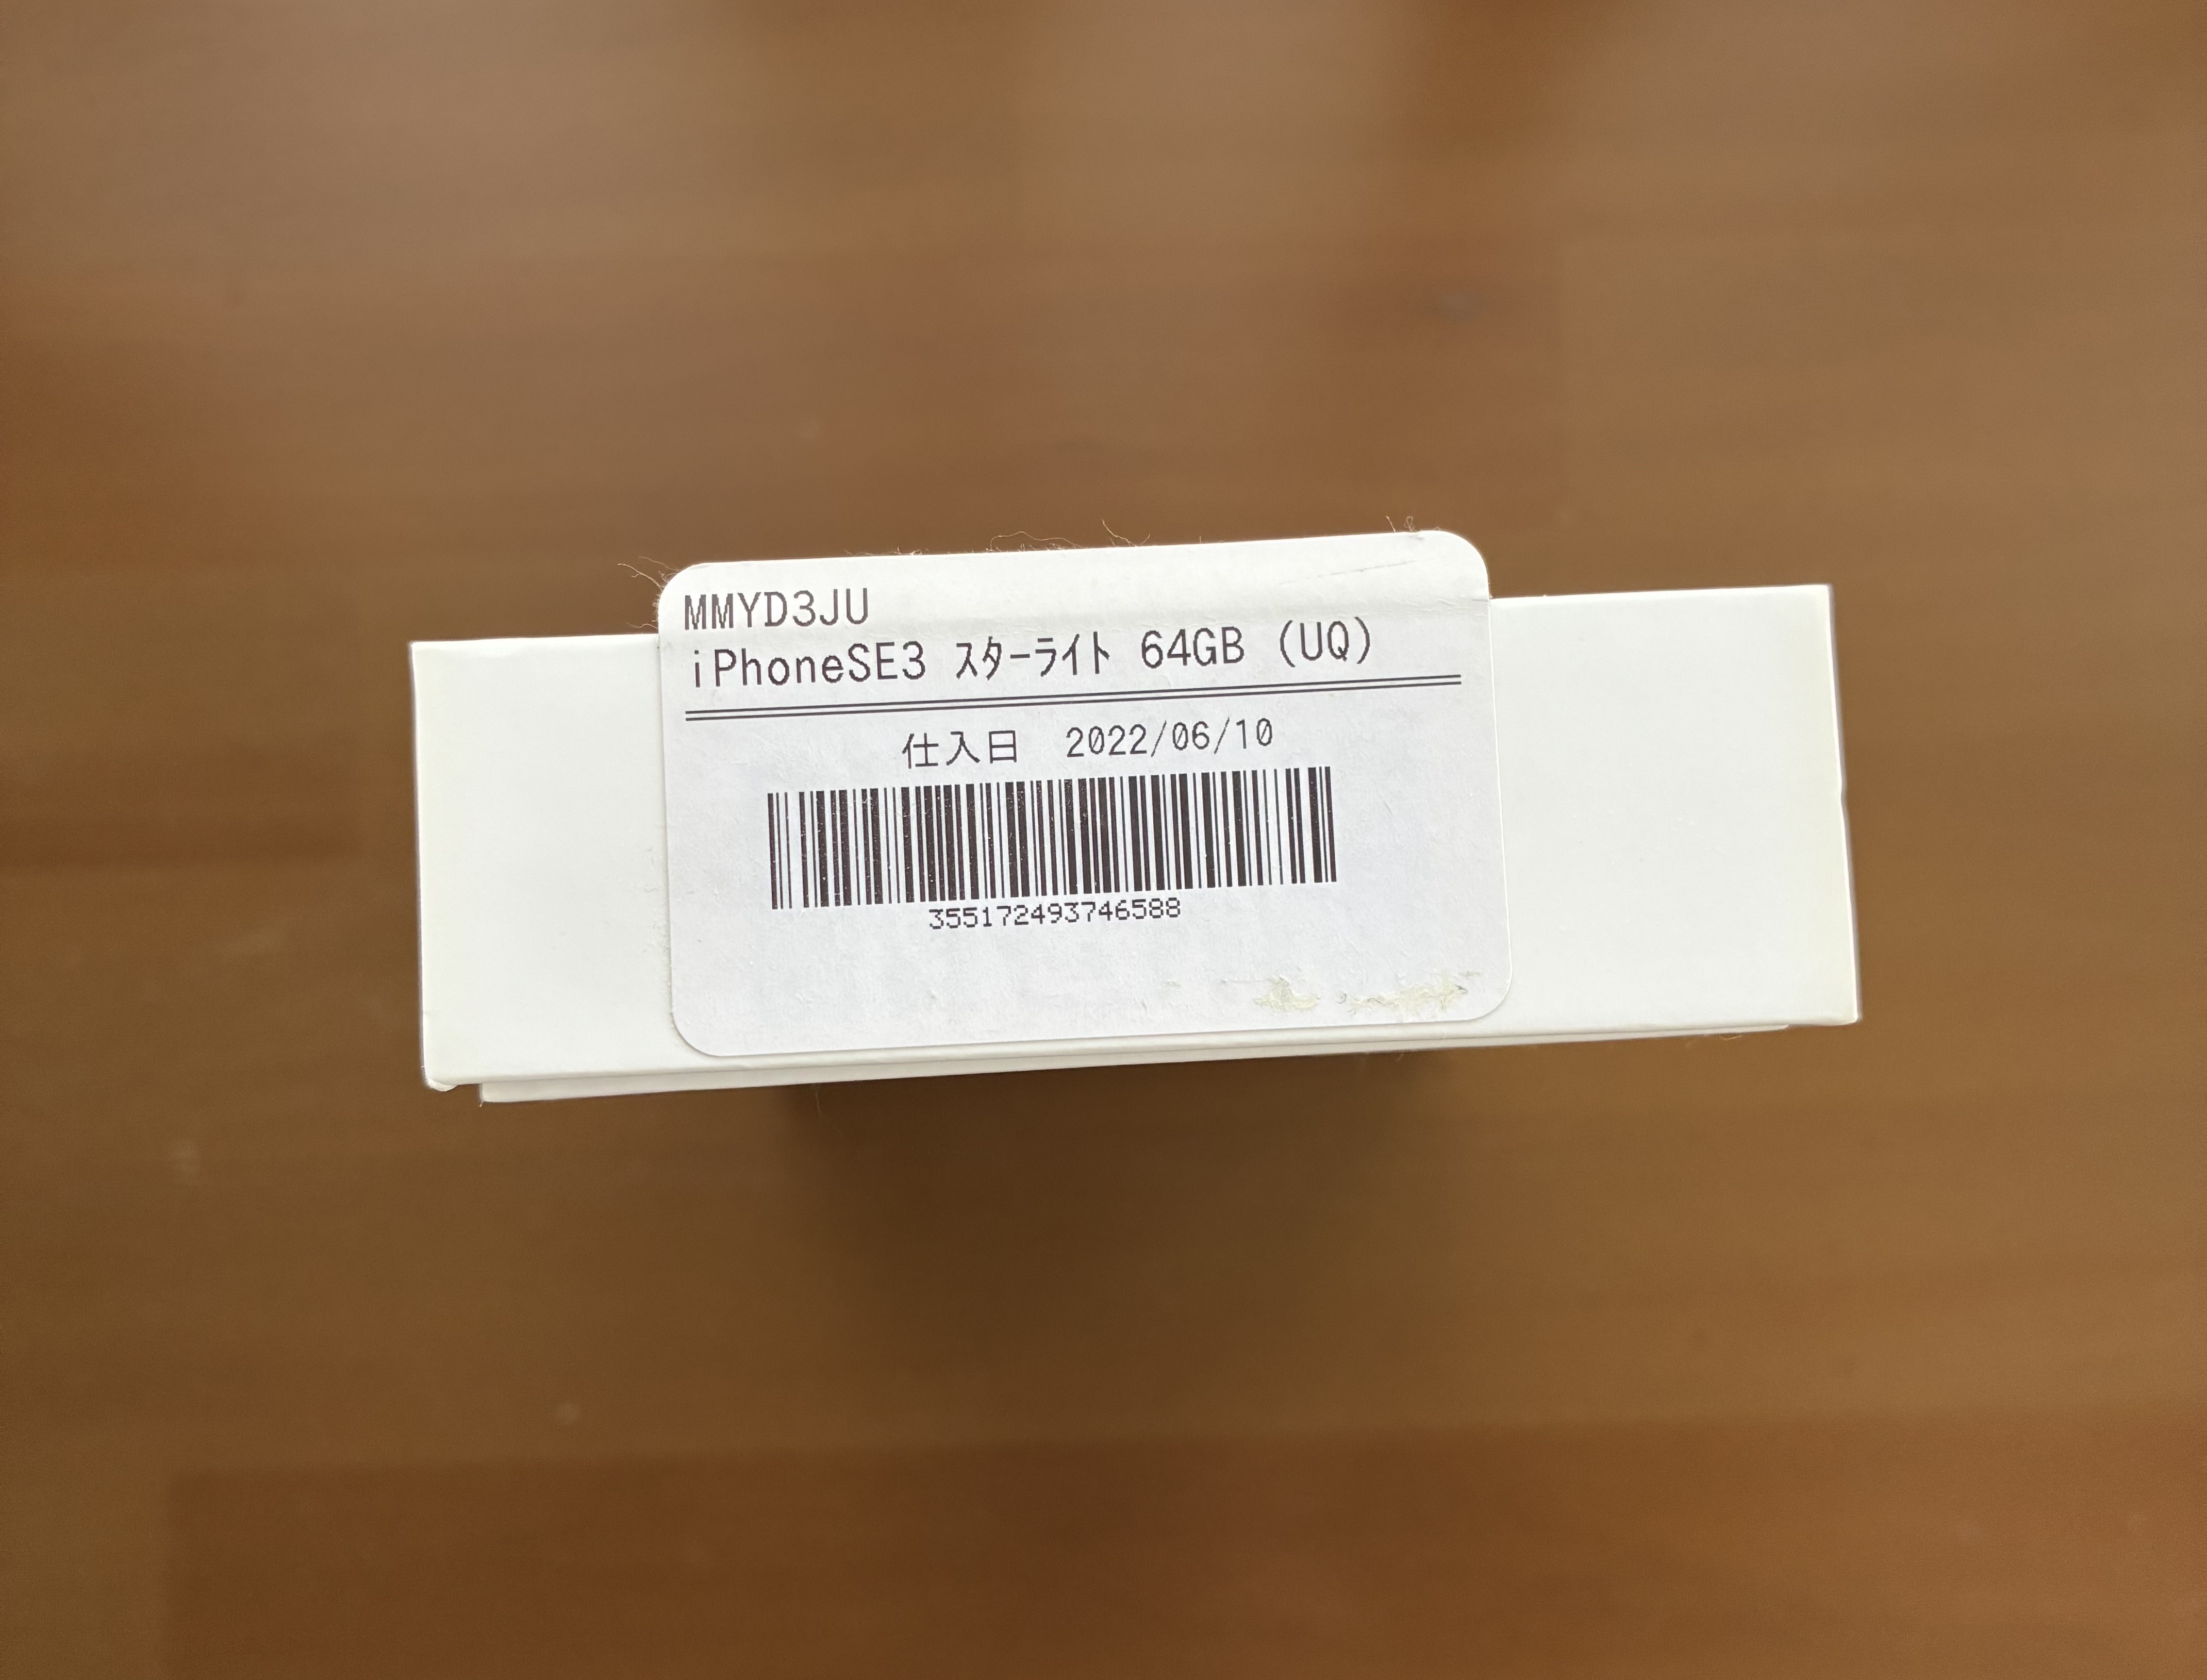 MMYD3JU
iPhoneSE3 ｽﾀｰﾗｲﾄ 64GB (UQ)
仕入日 2022/06/10
355172493746588